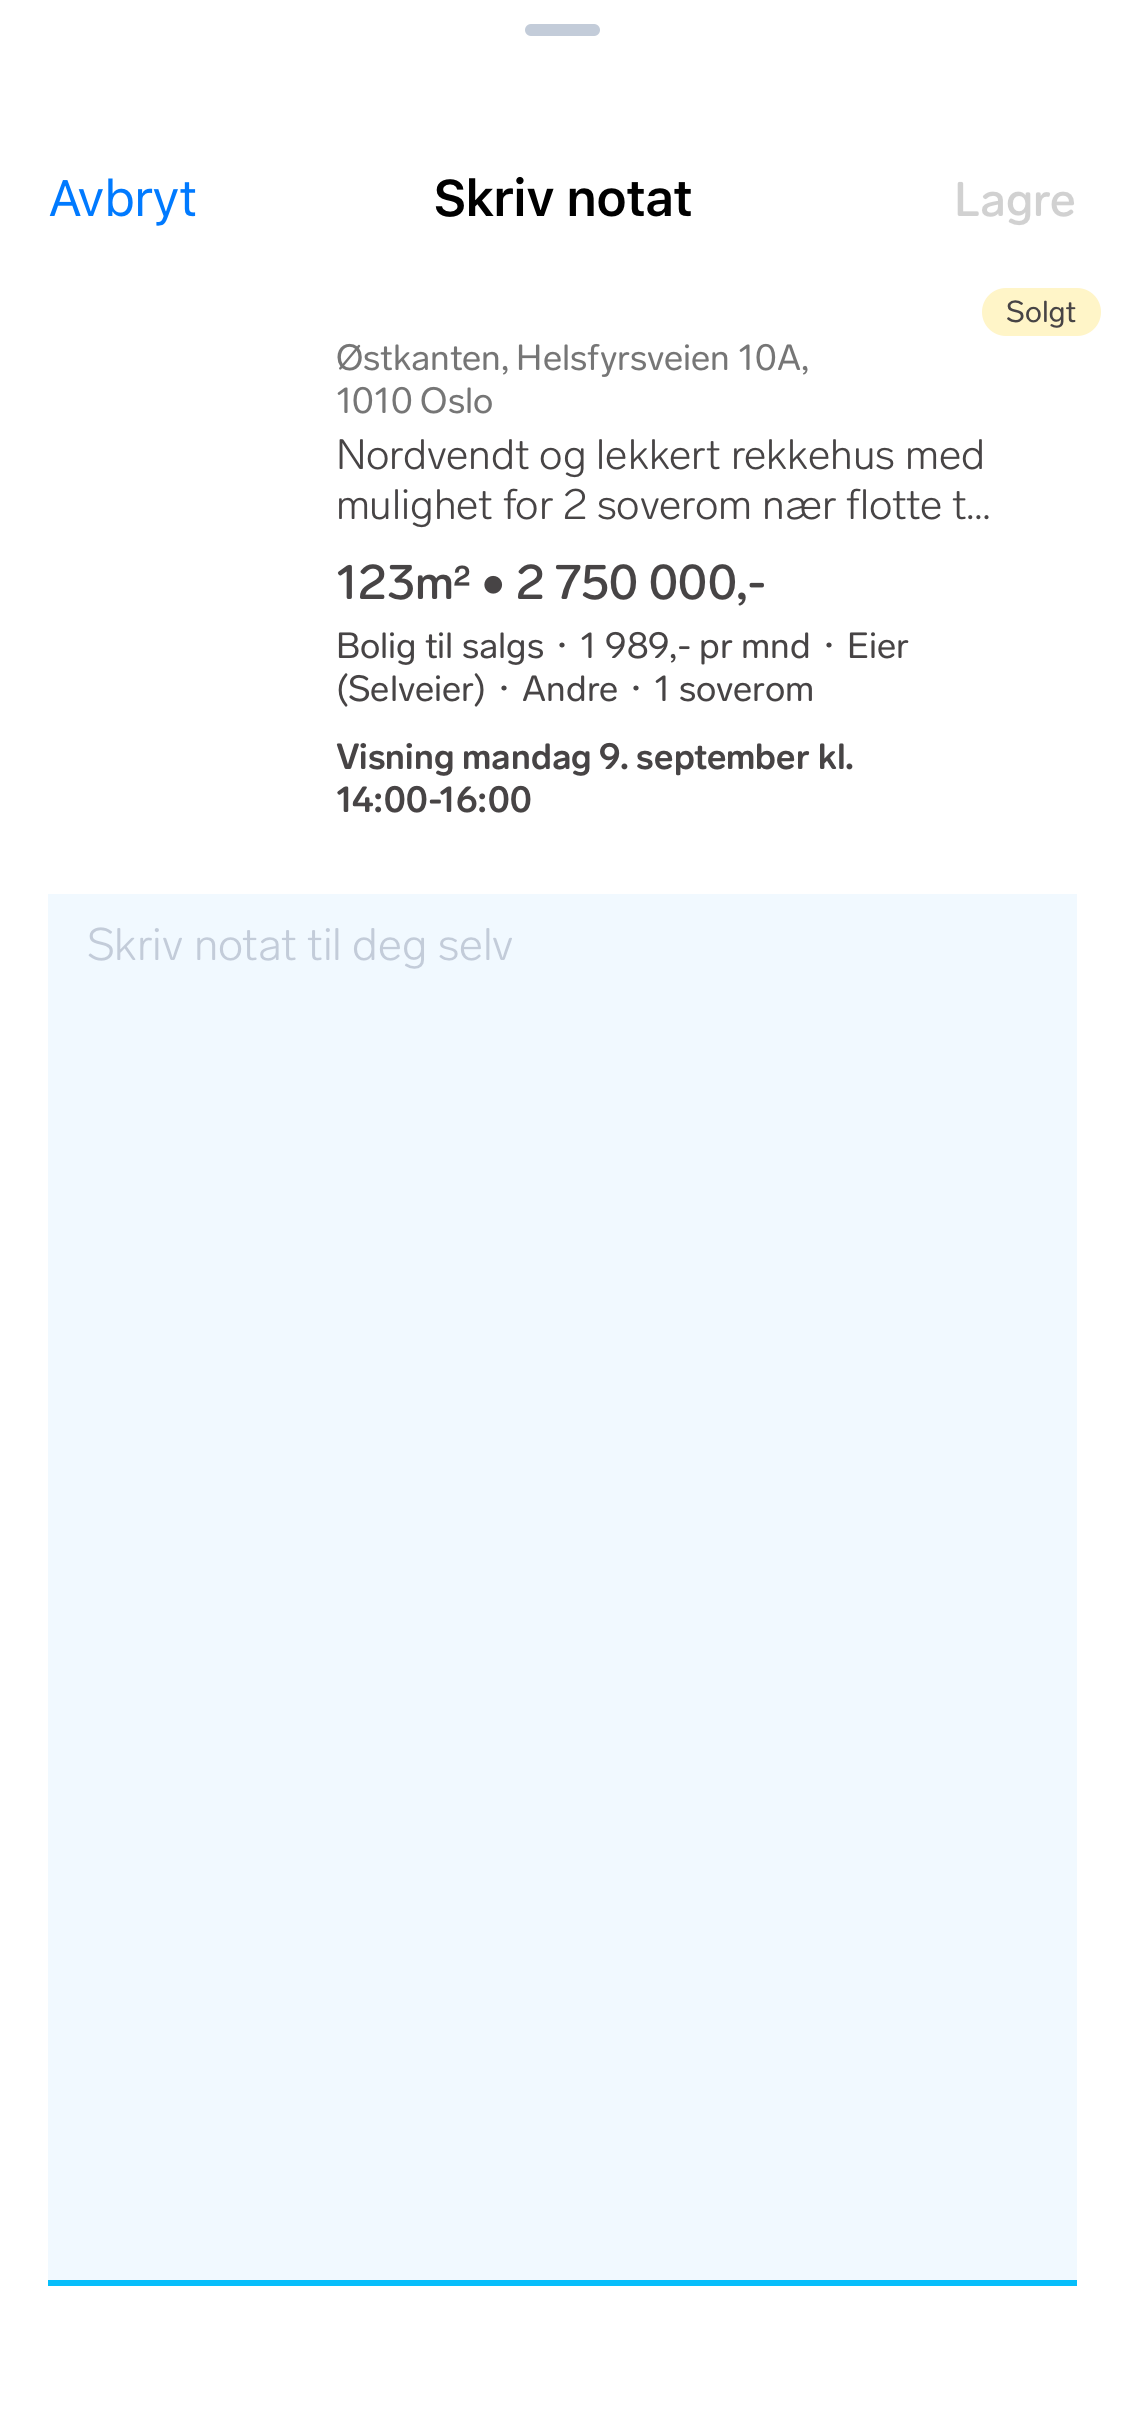 Avbryt Skriv notat Lagre
Solgt
Østkanten, Helsfyrsveien 10A,
1010 Oslo
Nordvendt og lekkert rekkehus med
mulighet for 2 soverom nær flotte t...
123m² • 2 750 000,-
Bolig til salgs · 1 989,- pr mnd · Eier
(Selveier) · Andre · 1 soverom
Visning mandag 9. september kl.
14:00-16:00
Skriv notat til deg selv